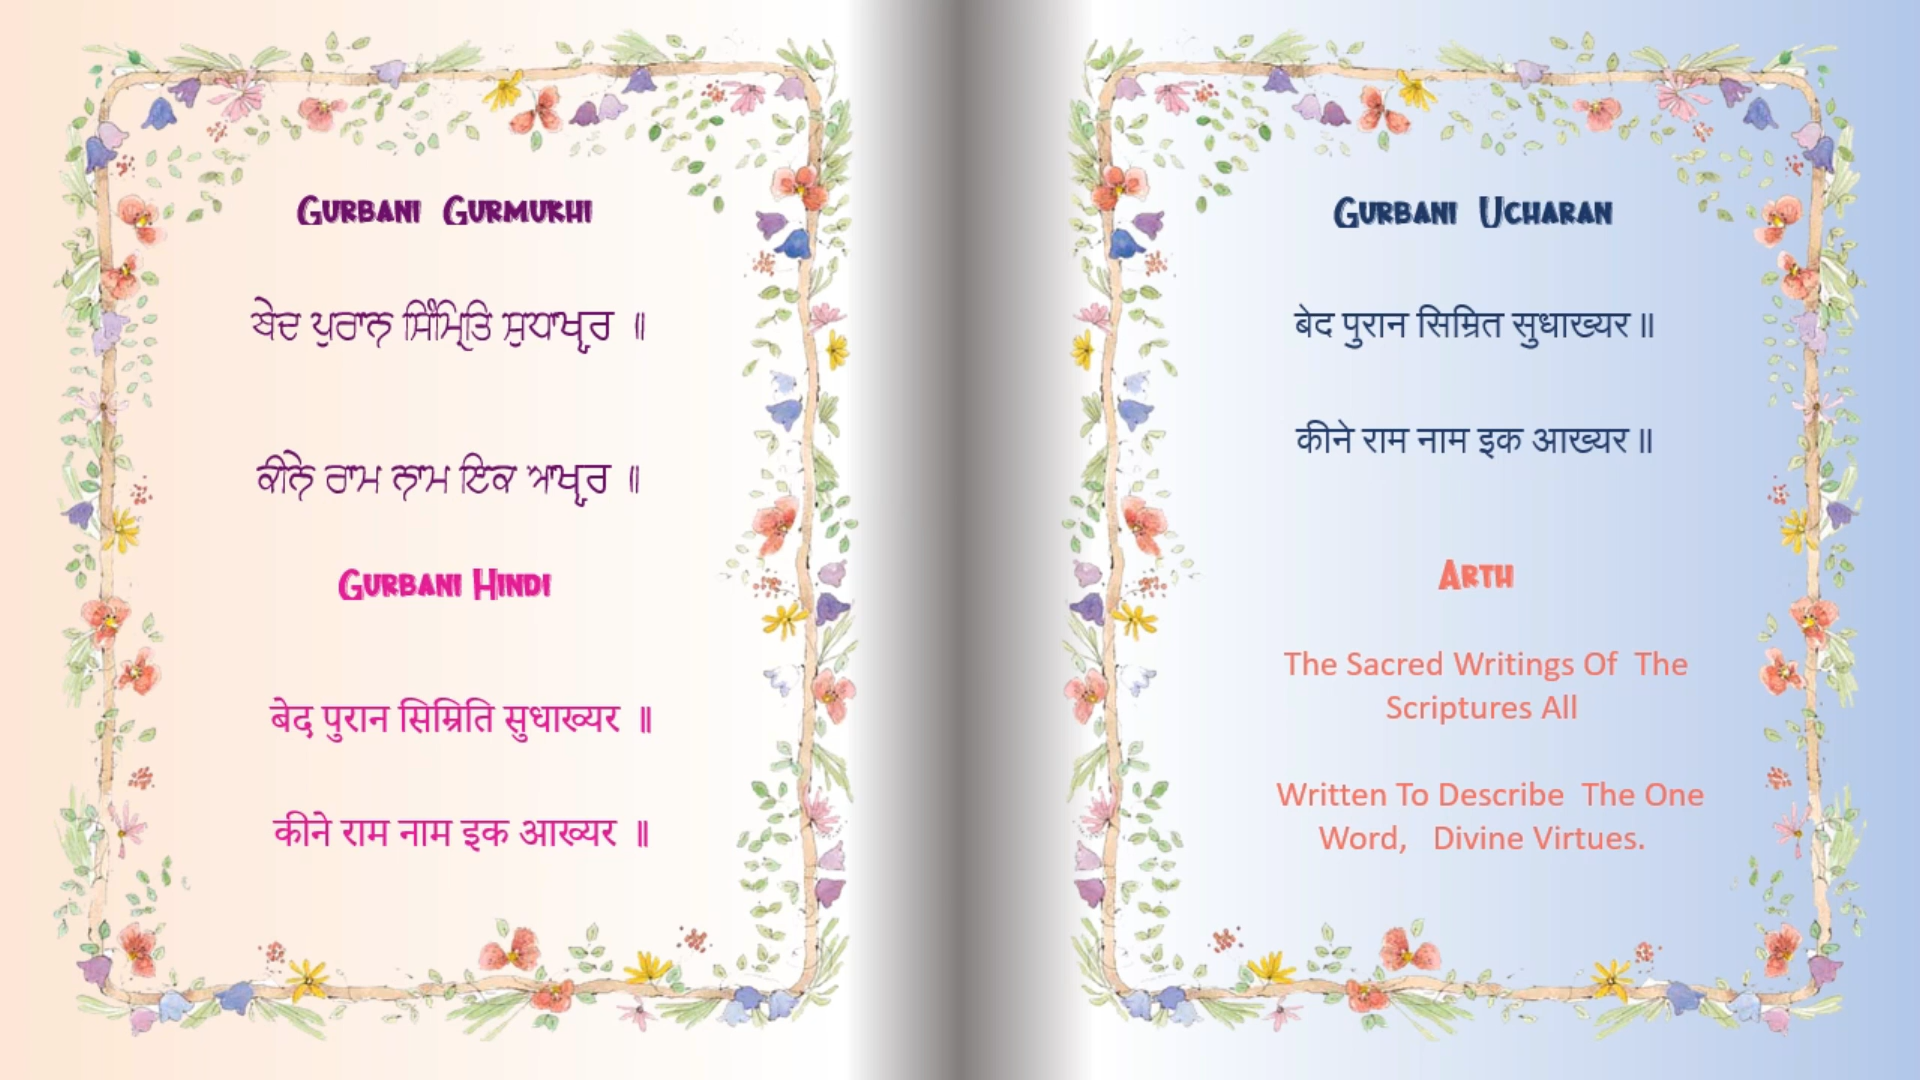 GURBANI GURMUKHI
ਬੇਦ ਪੁਰਾਨ ਸਿੰਮ੍ਰਿਤਿ ਸੁਧਾਖੵਰ ॥
ਕੀਨੇ ਰਾਮ ਨਾਮ ਇਕ ਆਖੵਰ ॥
GURBANI HINDI
बेद पुरान सिम्रिति सुधाख्यर ॥
कीने राम नाम इक आख्यर ॥
GURBANI UCHARAN
बेद पुरान सिम्रित सुधाख्यर ॥
कीने राम नाम इक आख्यर ॥
ARTH
The Sacred Writings Of The
Scriptures All
Written To Describe The One
Word, Divine Virtues.